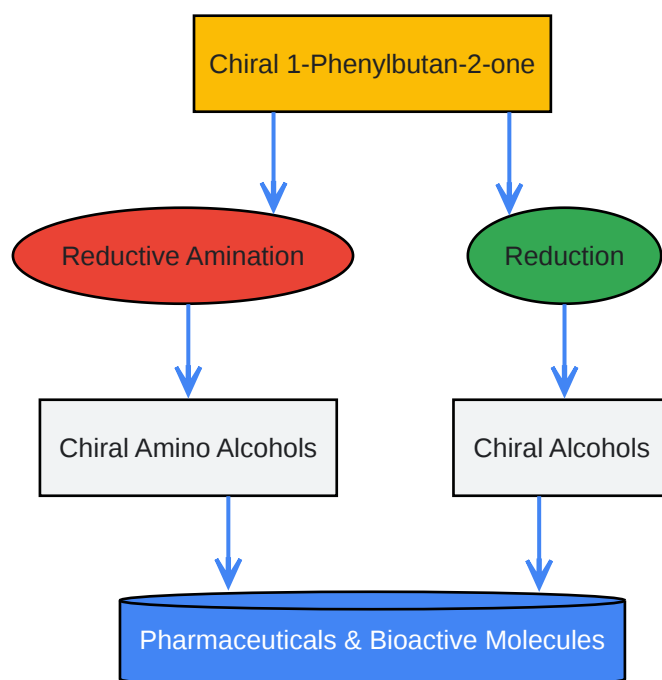 Chiral 1-Phenylbutan-2-one
Reductive Amination
Reduction
Chiral Amino Alcohols
Chiral Alcohols
Pharmaceuticals & Bioactive Molecules